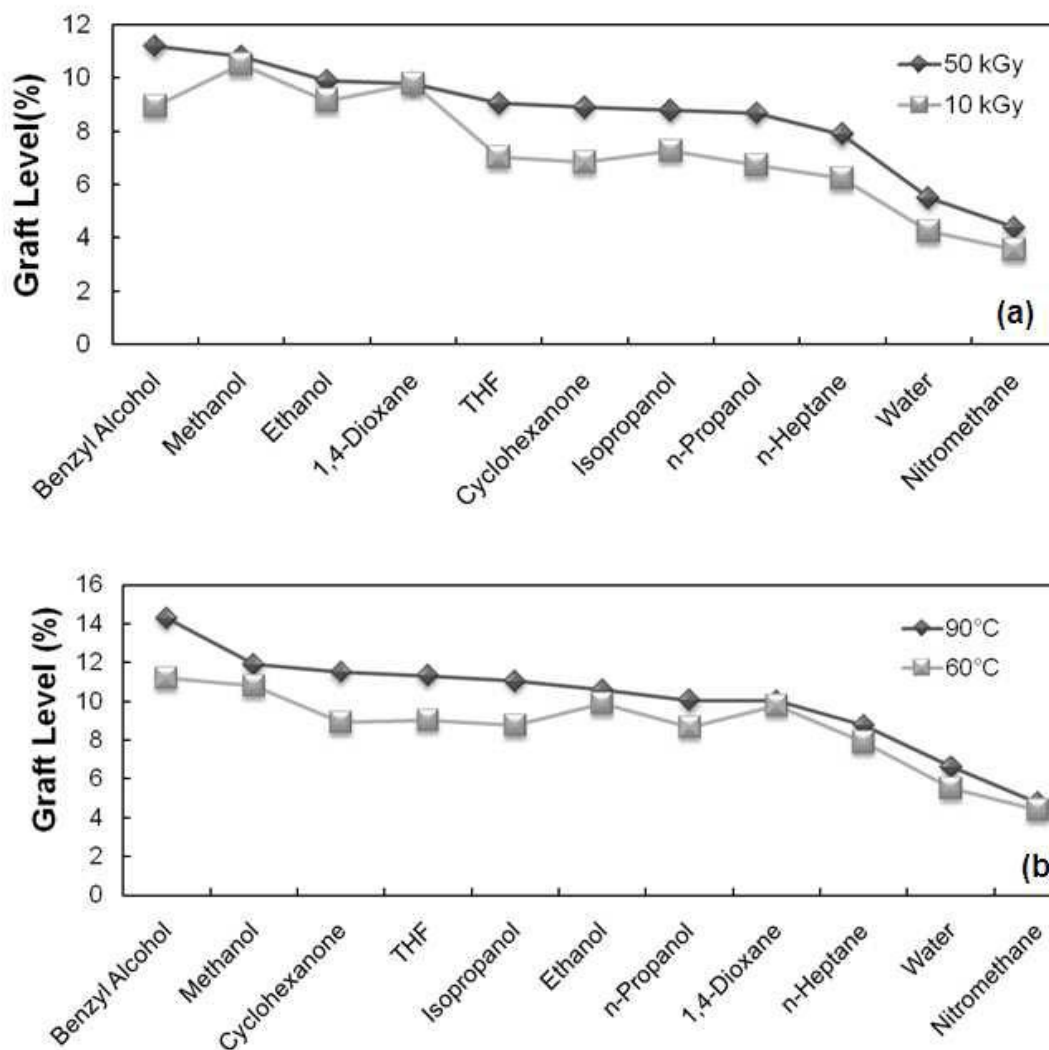 12
10
8
6
4
2
0
Graft Level(%)
50 kGy
10 kGy
(a)
Benzyl Alcohol
Methanol
Ethanol
1,4-Dioxane
THF
Cyclohexanone
Isopropanol
n-Propanol
n-Heptane
Water
Nitromethane
16
14
12
10
8
6
4
2
0
Graft Level (%)
90°C
60°C
(b
Benzyl Alcohol
Methanol
Cyclohexanone
THF
Isopropanol
Ethanol
n-Propanol
1,4-Dioxane
n-Heptane
Water
Nitromethane